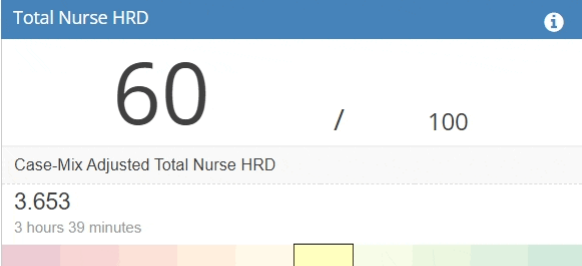 Total Nurse HRD
60 / 100
Case-Mix Adjusted Total Nurse HRD
3.653
3 hours 39 minutes